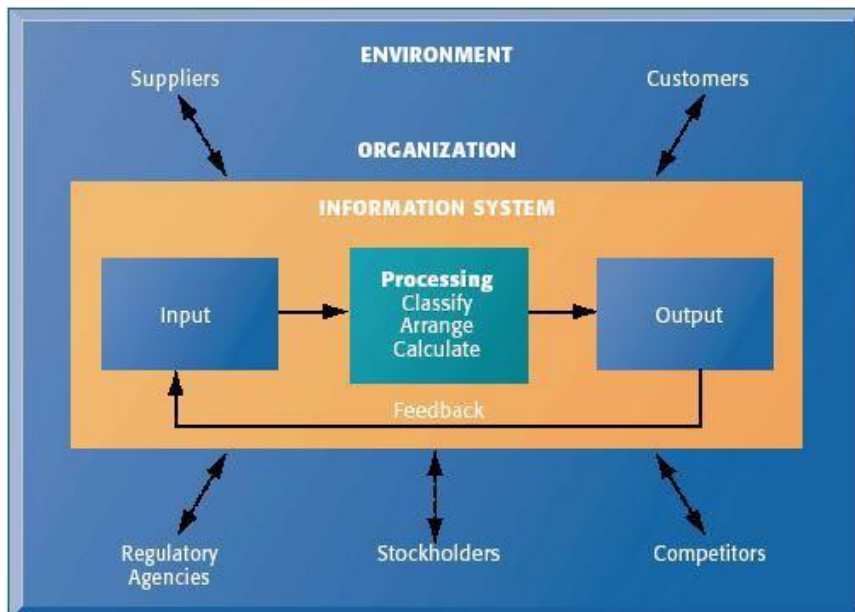 ENVIRONMENT
Suppliers
Customers
ORGANIZATION
INFORMATION SYSTEM
Input
Processing
Classify
Arrange
Calculate
Output
Feedback
Regulatory
Agencies
Stockholders
Competitors